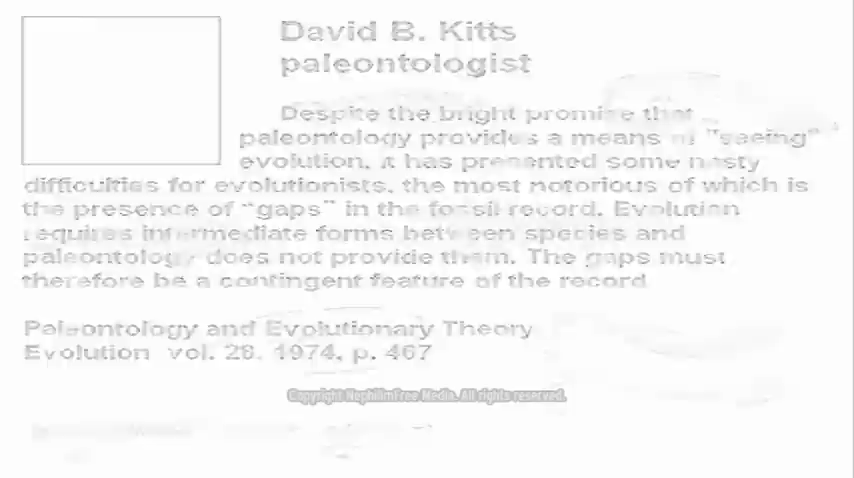 David B. Kitts
paleontologist
Despite the bright promise that
paleontology provides a means of "seeing"
evolution, it has presented some nasty
difficulties for evolutionists, the most notorious of which is
the presence of "gaps" in the fossil record. Evolution
requires intermediate forms between species and
paleontology does not provide them. The gaps must
therefore be a contingent feature of the record
Paleontology and Evolutionary Theory
Evolution vol. 28, 1974, p. 467
Copyright NephilimFree Media. All rights reserved.